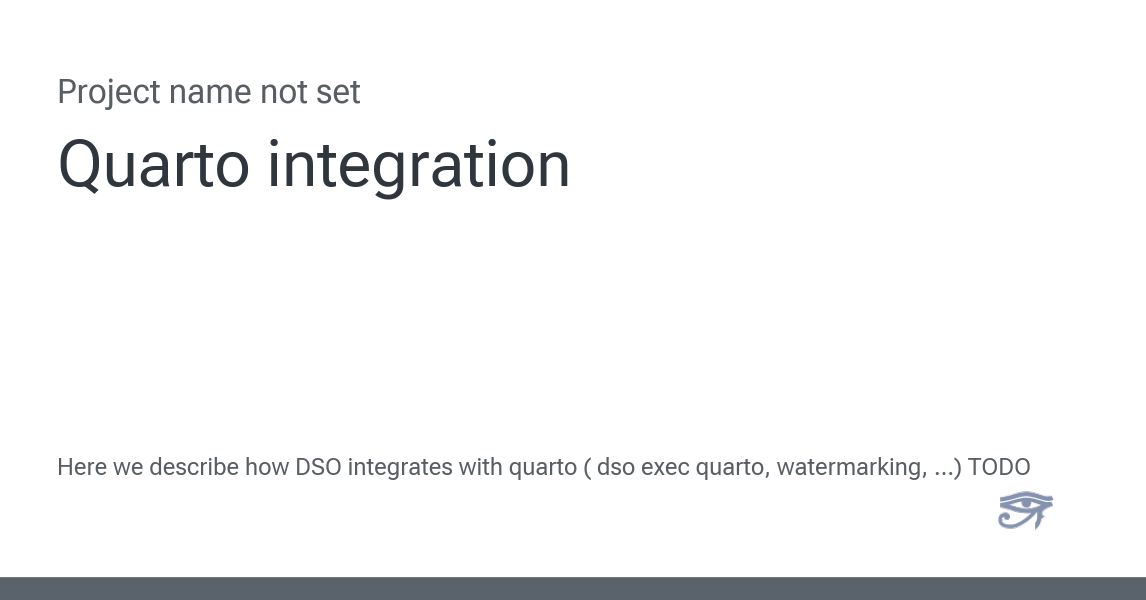 Project name not set
Quarto integration
Here we describe how DSO integrates with quarto ( dso exec quarto, watermarking, ...) TODO